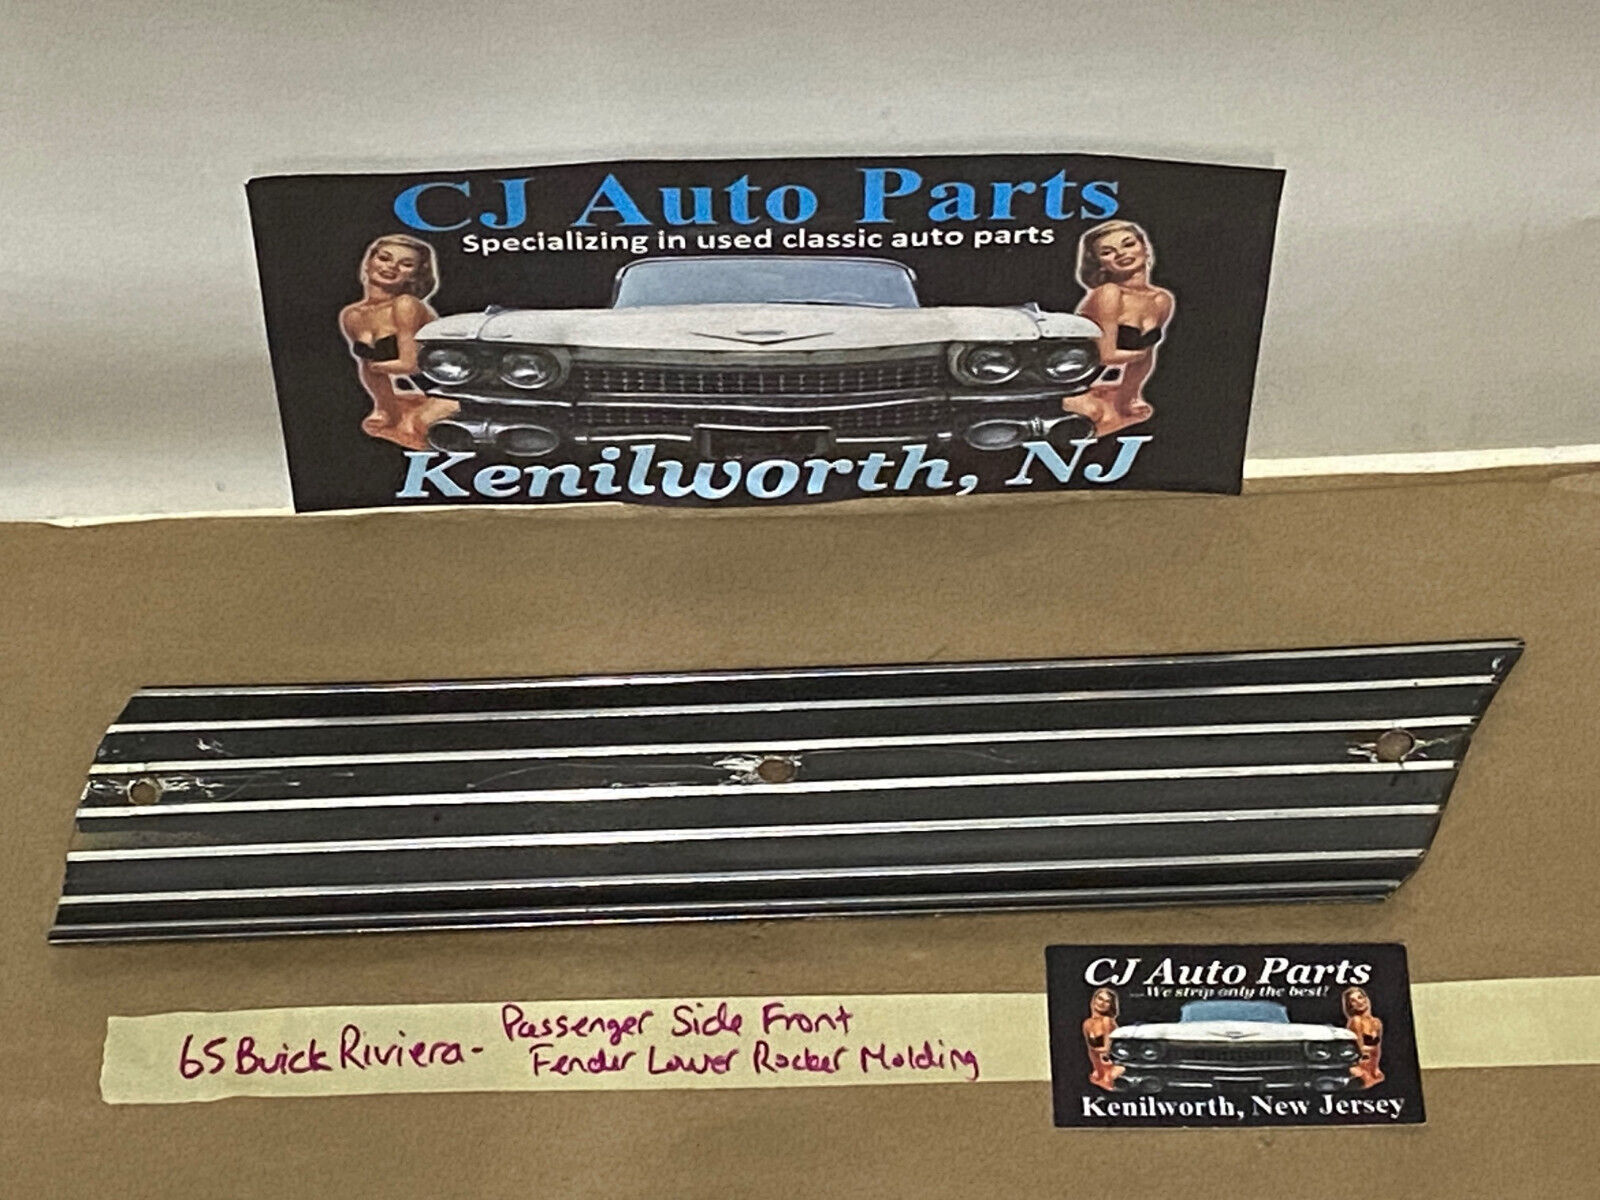 CJ Auto Parts
Specializing in used classic auto parts
Kenilworth, NJ
65 Buick Riviera- Passenger Side Front
Fender Lower Rocker Molding
CJ Auto Parts
...We strip only the best!
Kenilworth, New Jersey